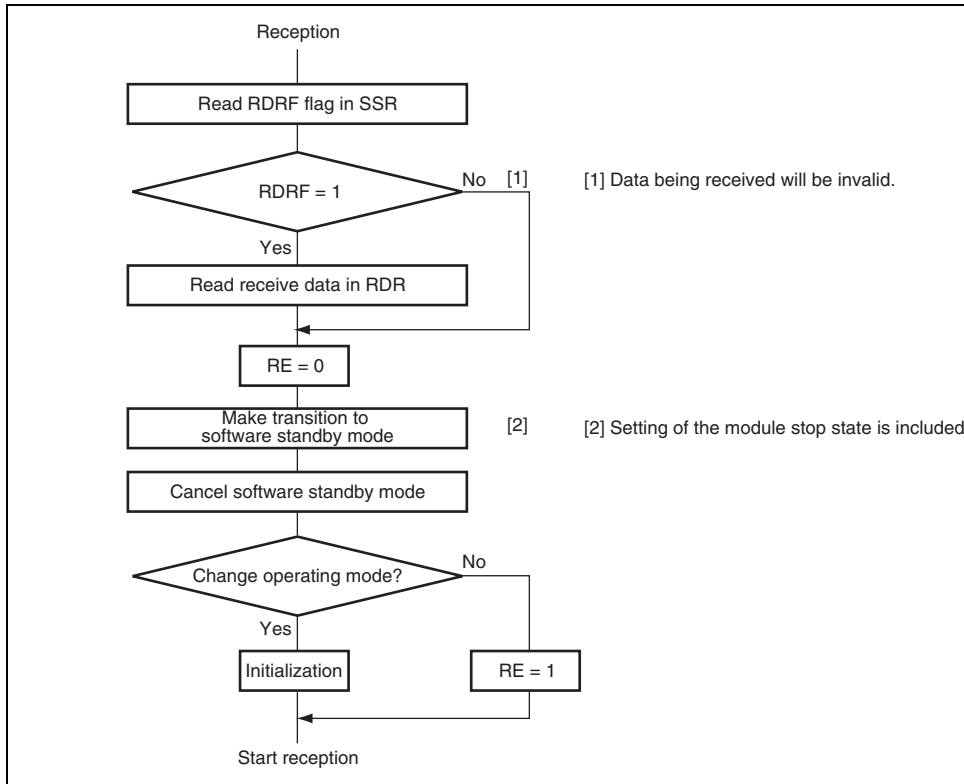 Reception
Read RDRF flag in SSR
No [1] [1] Data being received will be invalid.
RDRF = 1
Yes
Read receive data in RDR
RE = 0
Make transition to
software standby mode
[2] [2] Setting of the module stop state is included
Cancel software standby mode
No
Change operating mode?
Yes
Initialization RE = 1
Start reception